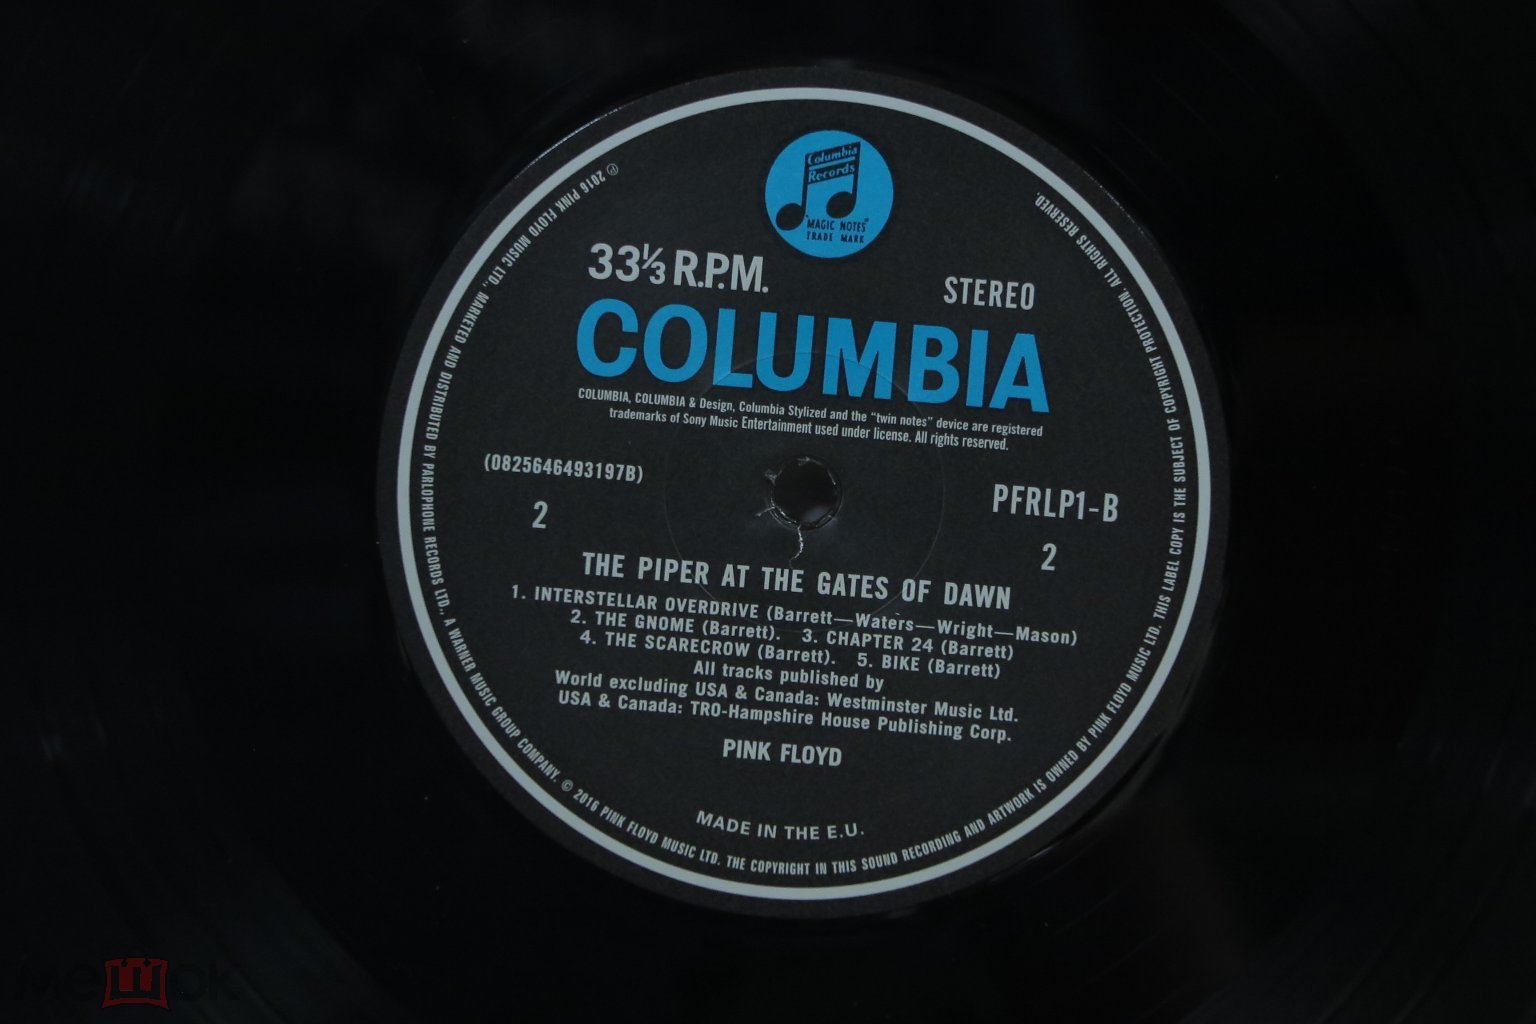 Columbia
Records
"MAGIC NOTES"
TRADE MARK
33⅓ R.P.M.
STEREO
COLUMBIA
COLUMBIA, COLUMBIA & Design, Columbia Stylized and the "twin notes" device are registered
trademarks of Sony Music Entertainment used under license. All rights reserved.
(0825646493197B)
PFRLP1-B
2
2
THE PIPER AT THE GATES OF DAWN
1. INTERSTELLAR OVERDRIVE (Barrett—Waters—Wright—Mason)
2. THE GNOME (Barrett). 3. CHAPTER 24 (Barrett)
4. THE SCARECROW (Barrett). 5. BIKE (Barrett)
All tracks published by
World excluding USA & Canada: Westminster Music Ltd.
USA & Canada: TRO-Hampshire House Publishing Corp.
PINK FLOYD
MADE IN THE E.U.
℗ 2016 PINK FLOYD MUSIC LTD., MARKETED AND DISTRIBUTED BY PARLOPHONE RECORDS LTD., A WARNER MUSIC GROUP COMPANY. © 2016 PINK FLOYD MUSIC LTD. THE COPYRIGHT IN THIS SOUND RECORDING AND ARTWORK IS OWNED BY PINK FLOYD MUSIC LTD. THIS LABEL COPY IS THE SUBJECT OF COPYRIGHT PROTECTION. ALL RIGHTS RESERVED.
мешок